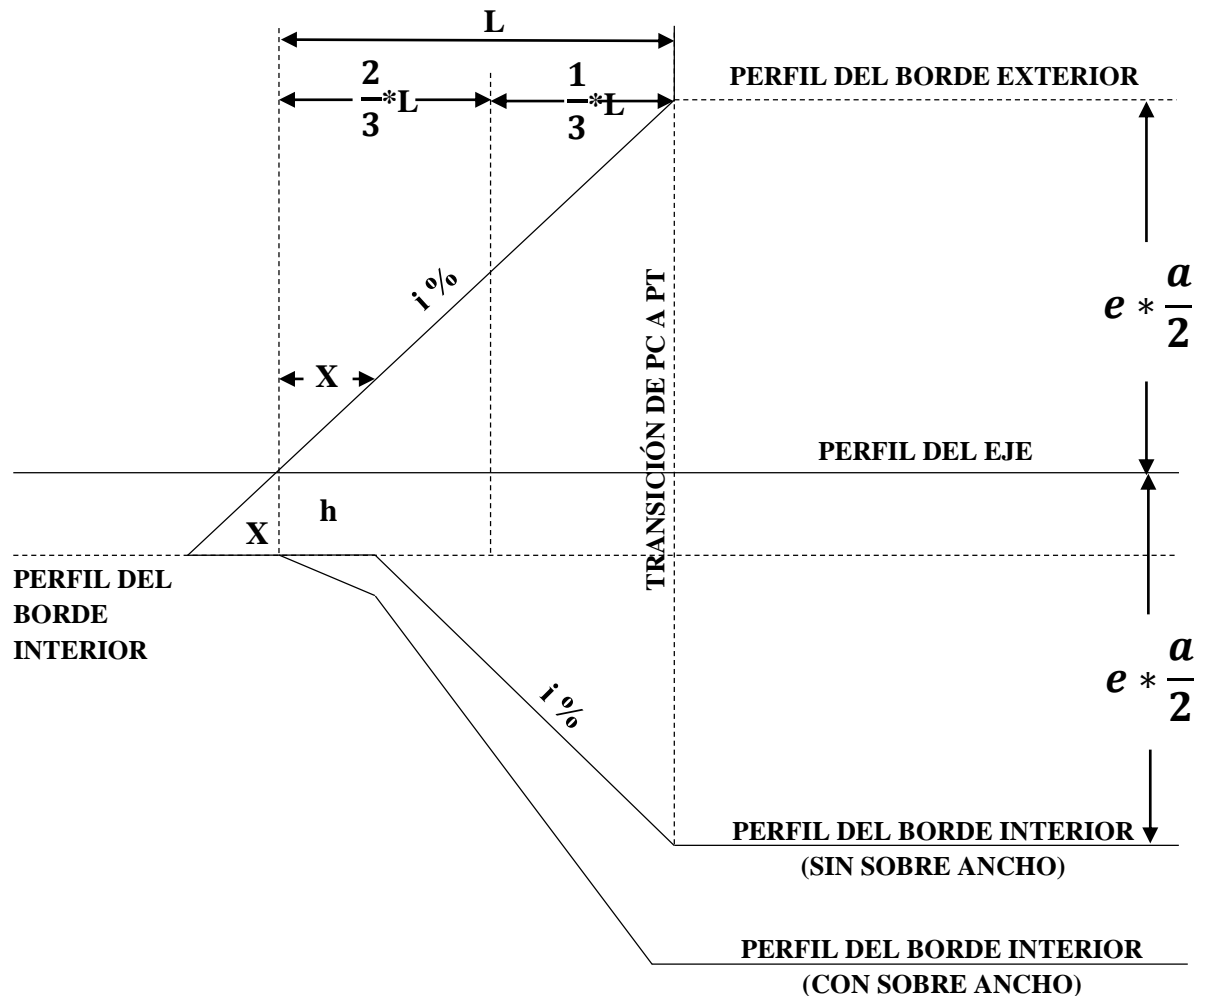 L
PERFIL DEL BORDE EXTERIOR
2/3*L
1/3*L
i %
e * a/2
X
TRANSICIÓN DE PC A PT
PERFIL DEL EJE
h
X
PERFIL DEL
BORDE
INTERIOR
e * a/2
i %
PERFIL DEL BORDE INTERIOR
(SIN SOBRE ANCHO)
PERFIL DEL BORDE INTERIOR
(CON SOBRE ANCHO)